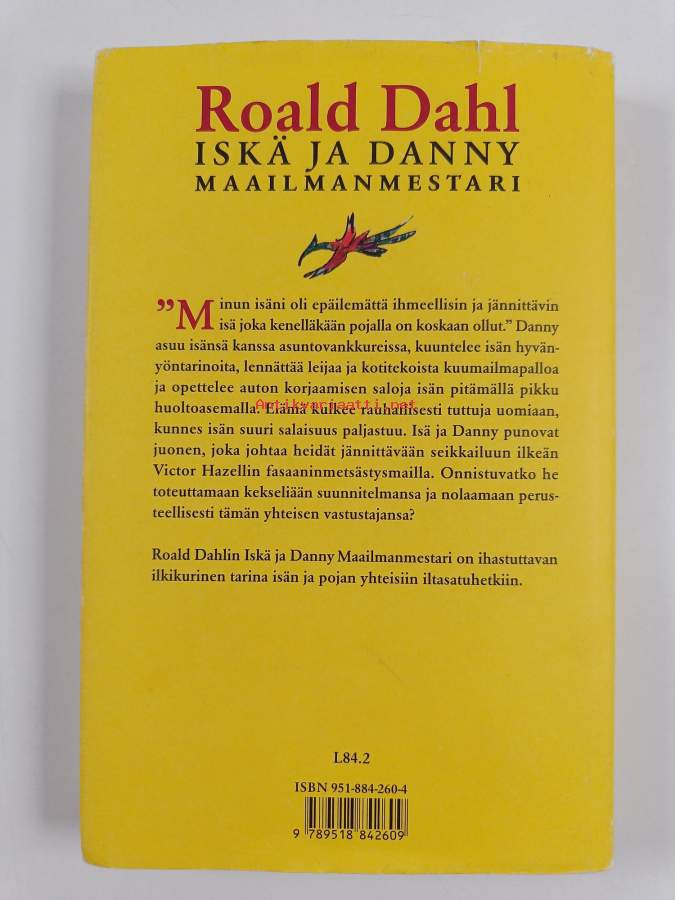 Roald Dahl
ISKÄ JA DANNY
MAAILMANMESTARI
”Minun isäni oli epäilemättä ihmeellisin ja jännittävin
isä joka kenelläkään pojalla on koskaan ollut.” Danny
asuu isänsä kanssa asuntovankkureissa, kuuntelee isän hyvän-
yöntarinoita, lennättää leijaa ja kotitekoista kuumailmapalloa
ja opettelee auton korjaamisen saloja isän pitämällä pikku
Antikvariaatti.net
huoltoasemalla. Elämä kulkee rauhallisesti tuttuja uomiaan,
kunnes isän suuri salaisuus paljastuu. Isä ja Danny punovat
juonen, joka johtaa heidät jännittävään seikkailuun ilkeän
Victor Hazellin fasaaninmetsästysmailla. Onnistuvatko he
toteuttamaan kekseliään suunnitelmansa ja nolaamaan perus-
teellisesti tämän yhteisen vastustajansa?
Roald Dahlin Iskä ja Danny Maailmanmestari on ihastuttavan
ilkikurinen tarina isän ja pojan yhteisiin iltasatuhetkiin.
L84.2
ISBN 951-884-260-4
9 789518 842609